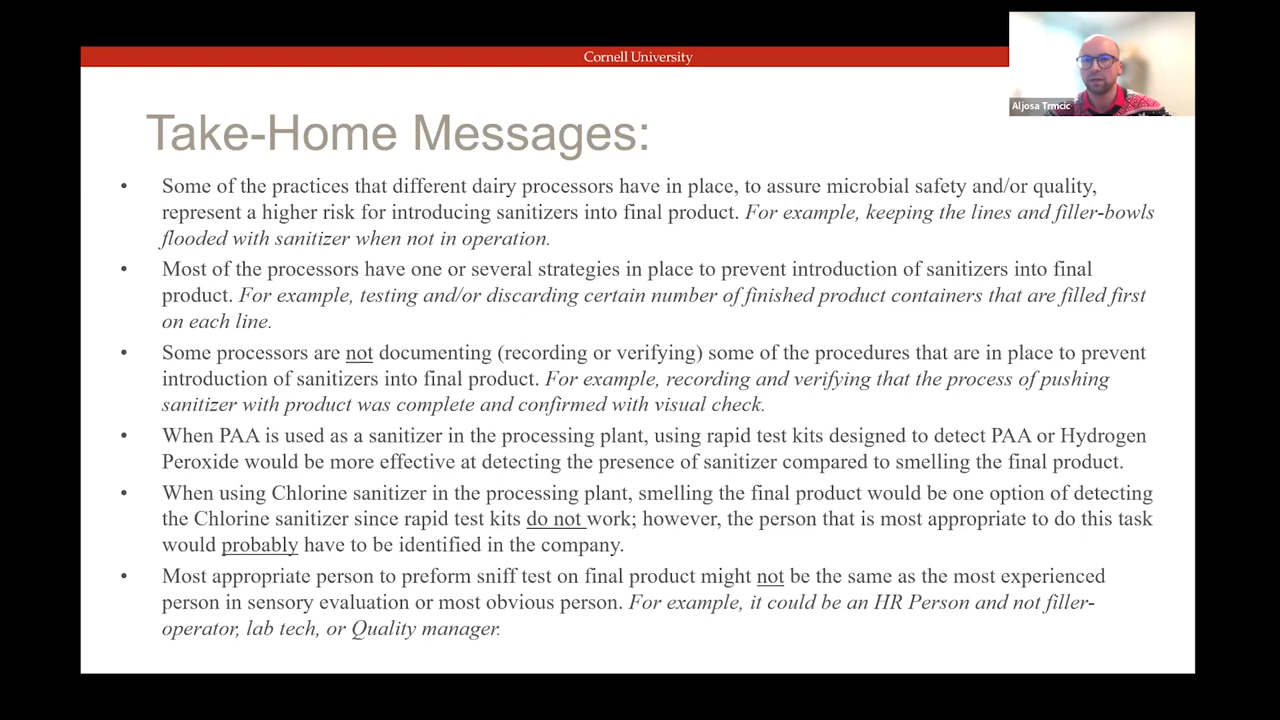 Cornell University
Aljosa Trmcic
Take-Home Messages:
• Some of the practices that different dairy processors have in place, to assure microbial safety and/or quality,
represent a higher risk for introducing sanitizers into final product. For example, keeping the lines and filler-bowls
flooded with sanitizer when not in operation.
• Most of the processors have one or several strategies in place to prevent introduction of sanitizers into final
product. For example, testing and/or discarding certain number of finished product containers that are filled first
on each line.
• Some processors are not documenting (recording or verifying) some of the procedures that are in place to prevent
introduction of sanitizers into final product. For example, recording and verifying that the process of pushing
sanitizer with product was complete and confirmed with visual check.
• When PAA is used as a sanitizer in the processing plant, using rapid test kits designed to detect PAA or Hydrogen
Peroxide would be more effective at detecting the presence of sanitizer compared to smelling the final product.
• When using Chlorine sanitizer in the processing plant, smelling the final product would be one option of detecting
the Chlorine sanitizer since rapid test kits do not work; however, the person that is most appropriate to do this task
would probably have to be identified in the company.
• Most appropriate person to preform sniff test on final product might not be the same as the most experienced
person in sensory evaluation or most obvious person. For example, it could be an HR Person and not filler-
operator, lab tech, or Quality manager.